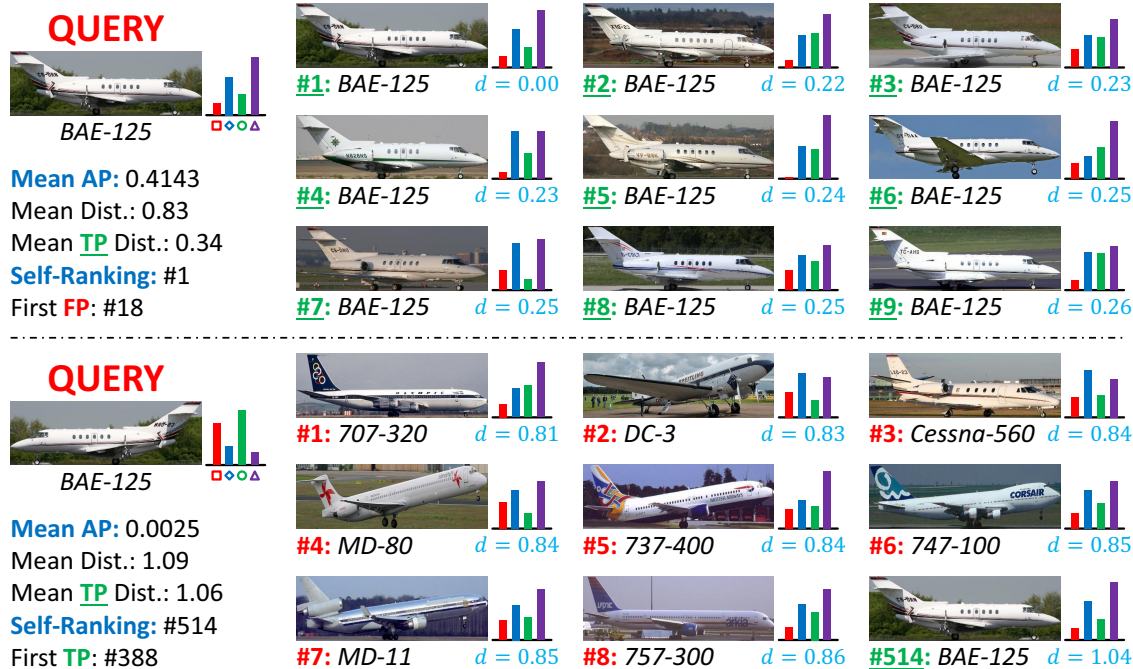 QUERY
BAE-125
Mean AP: 0.4143
Mean Dist.: 0.83
Mean TP Dist.: 0.34
Self-Ranking: #1
First FP: #18
#1: BAE-125 d = 0.00
#2: BAE-125 d = 0.22
#3: BAE-125 d = 0.23
#4: BAE-125 d = 0.23
#5: BAE-125 d = 0.24
#6: BAE-125 d = 0.25
#7: BAE-125 d = 0.25
#8: BAE-125 d = 0.25
#9: BAE-125 d = 0.26
QUERY
BAE-125
Mean AP: 0.0025
Mean Dist.: 1.09
Mean TP Dist.: 1.06
Self-Ranking: #514
First TP: #388
OLYMPIC
#1: 707-320 d = 0.81
BREITLING
#2: DC-3 d = 0.83
#3: Cessna-560 d = 0.84
#4: MD-80 d = 0.84
#5: 737-400 d = 0.84
CORSAIR
#6: 747-100 d = 0.85
#7: MD-11 d = 0.85
arkia
#8: 757-300 d = 0.86
#514: BAE-125 d = 1.04